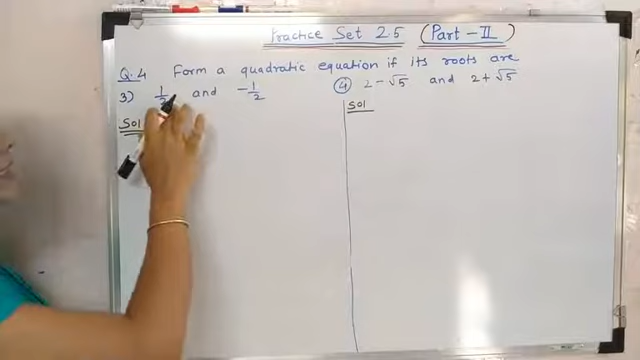 Practice Set 2.5 (Part - II)
Q.4 Form a quadratic equation if its roots are
3) 1/2 and -1/2
④ 2-√5 and 2+√5
Sol
Sol